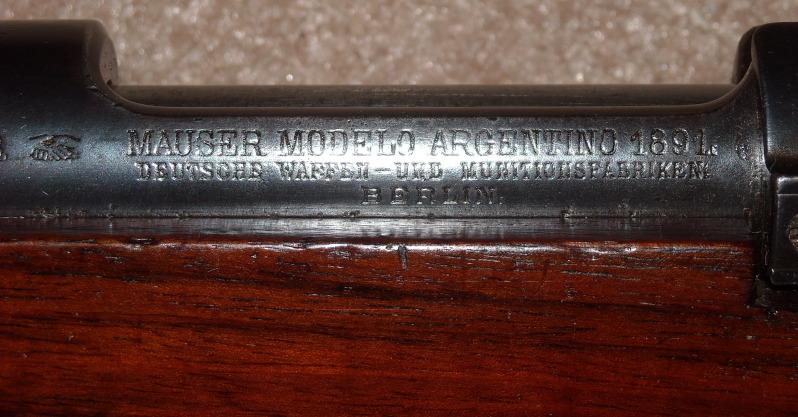 MAUSER MODELO ARGENTINO 1891.
DEUTSCHE WAFFEN-UND MUNITIONSFABRIKEN.
BERLIN.